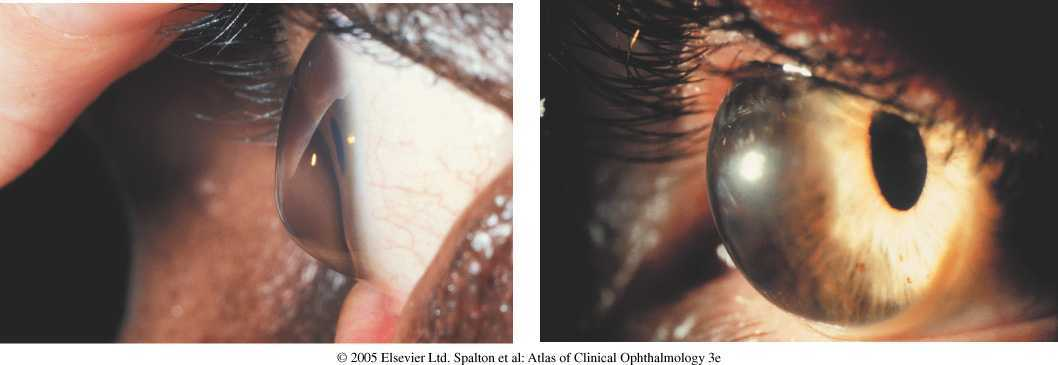 © 2005 Elsevier Ltd. Spalton et al: Atlas of Clinical Ophthalmology 3e